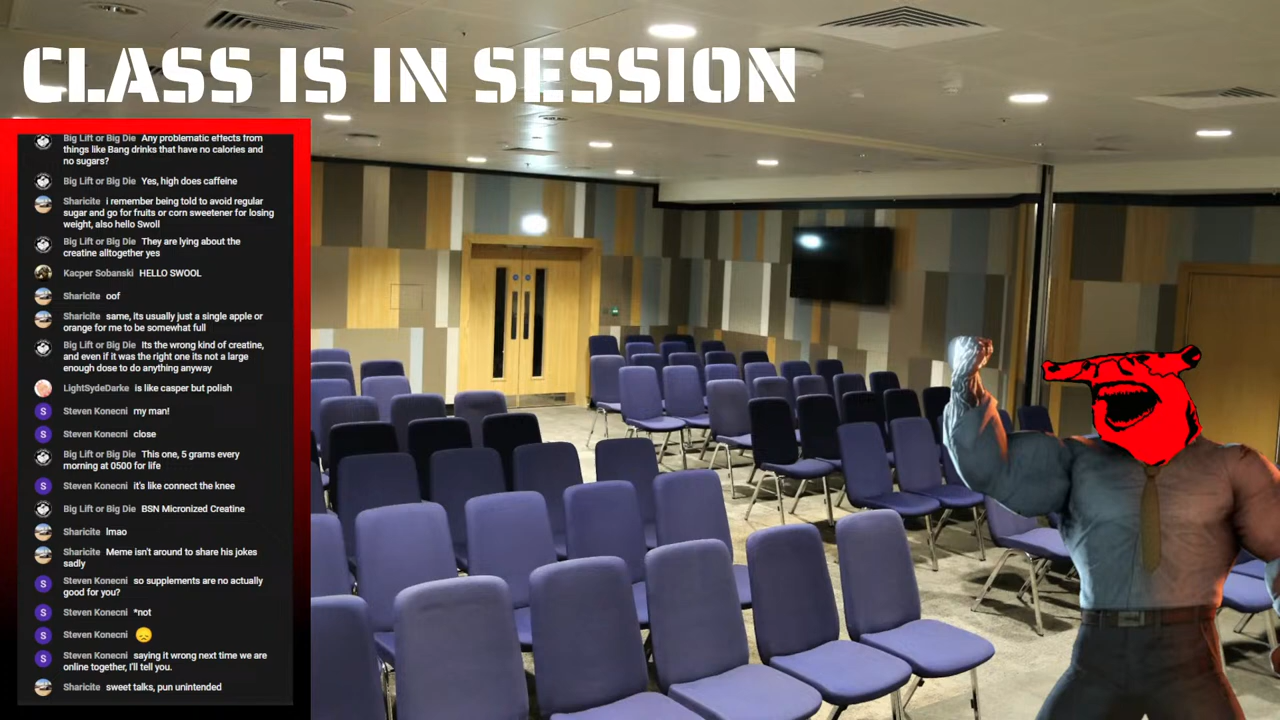 CLASS IS IN SESSION
Big Lift or Big Die Any problematic effects from
things like Bang drinks that have no calories and
no sugars?
Big Lift or Big Die Yes, high does caffeine
Sharicite i remember being told to avoid regular
sugar and go for fruits or corn sweetener for losing
weight, also hello Swoll
Big Lift or Big Die They are lying about the
creatine alltogether yes
Kacper Sobanski HELLO SWOOL
Sharicite oof
Sharicite same, its usually just a single apple or
orange for me to be somewhat full
Big Lift or Big Die Its the wrong kind of creatine,
and even if it was the right one its not a large
enough dose to do anything anyway
LightSydeDarke is like casper but polish
S Steven Konecni my man!
S Steven Konecni close
Big Lift or Big Die This one, 5 grams every
morning at 0500 for life
S Steven Konecni it's like connect the knee
Big Lift or Big Die BSN Micronized Creatine
Sharicite lmao
Sharicite Meme isn't around to share his jokes
sadly
S Steven Konecni so supplements are no actually
good for you?
S Steven Konecni *not
S Steven Konecni 😞
S Steven Konecni saying it wrong next time we are
online together, I'll tell you.
Sharicite sweet talks, pun unintended